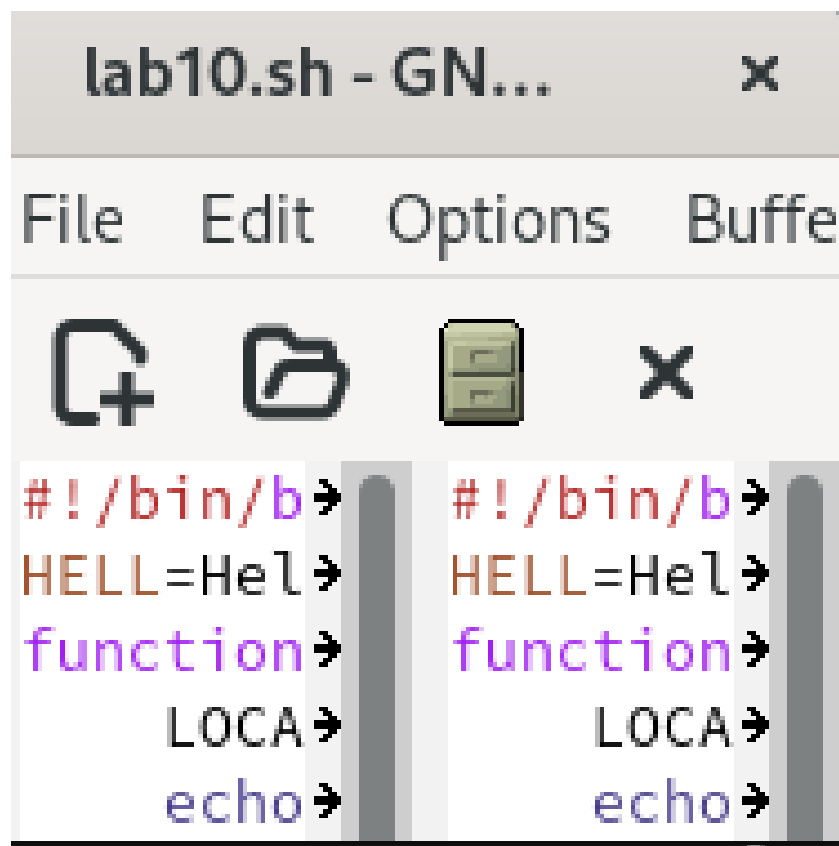 lab10.sh - GN...
File Edit Options Buffe
#!/bin/b #!/bin/b
HELL=Hel HELL=Hel
function function
LOCA LOCA
echo echo